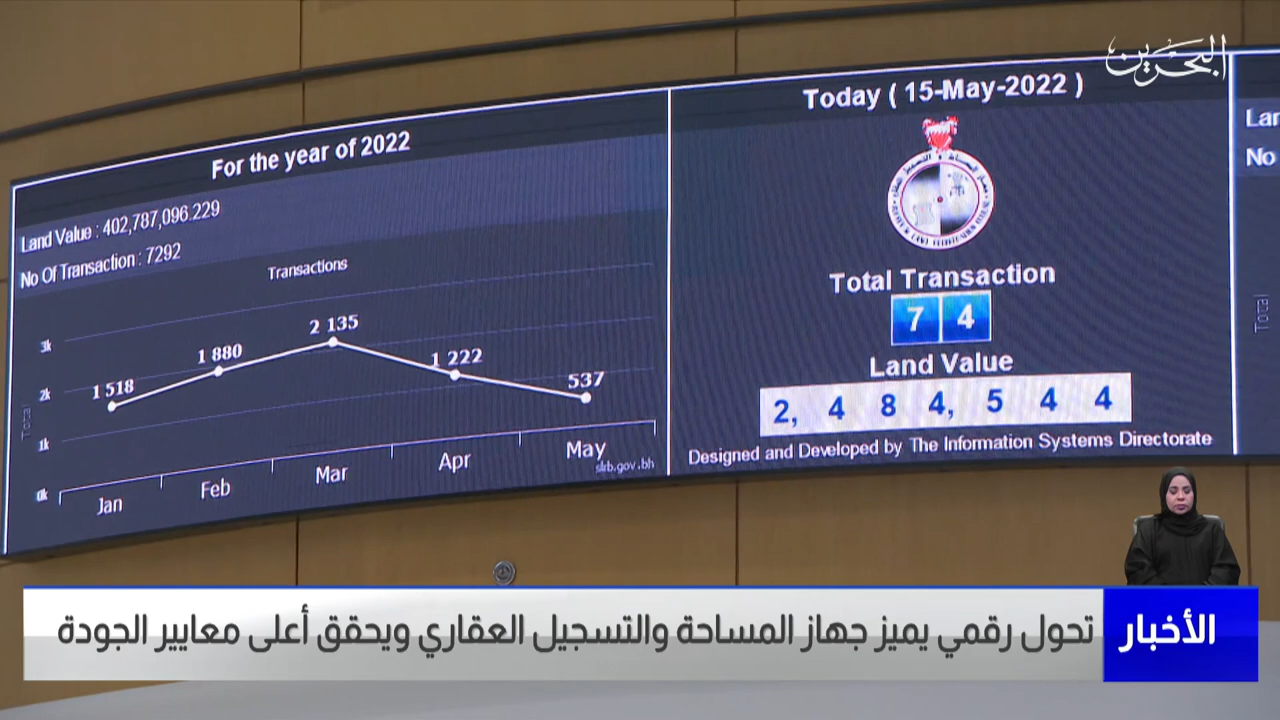 البحرين
For the year of 2022
Land Value : 402,787,096.229
No Of Transaction : 7292
Transactions
3k
2k
1k
0k
Total
1 518
1 880
2 135
1 222
537
Jan
Feb
Mar
Apr
May
slrb.gov.bh
Today ( 15-May-2022 )
Total Transaction
7 4
Land Value
2, 4 8 4, 5 4 4
Designed and Developed by The Information Systems Directorate
No
Total
الأخبار
تحول رقمي يميز جهاز المساحة والتسجيل العقاري ويحقق أعلى معايير الجودة